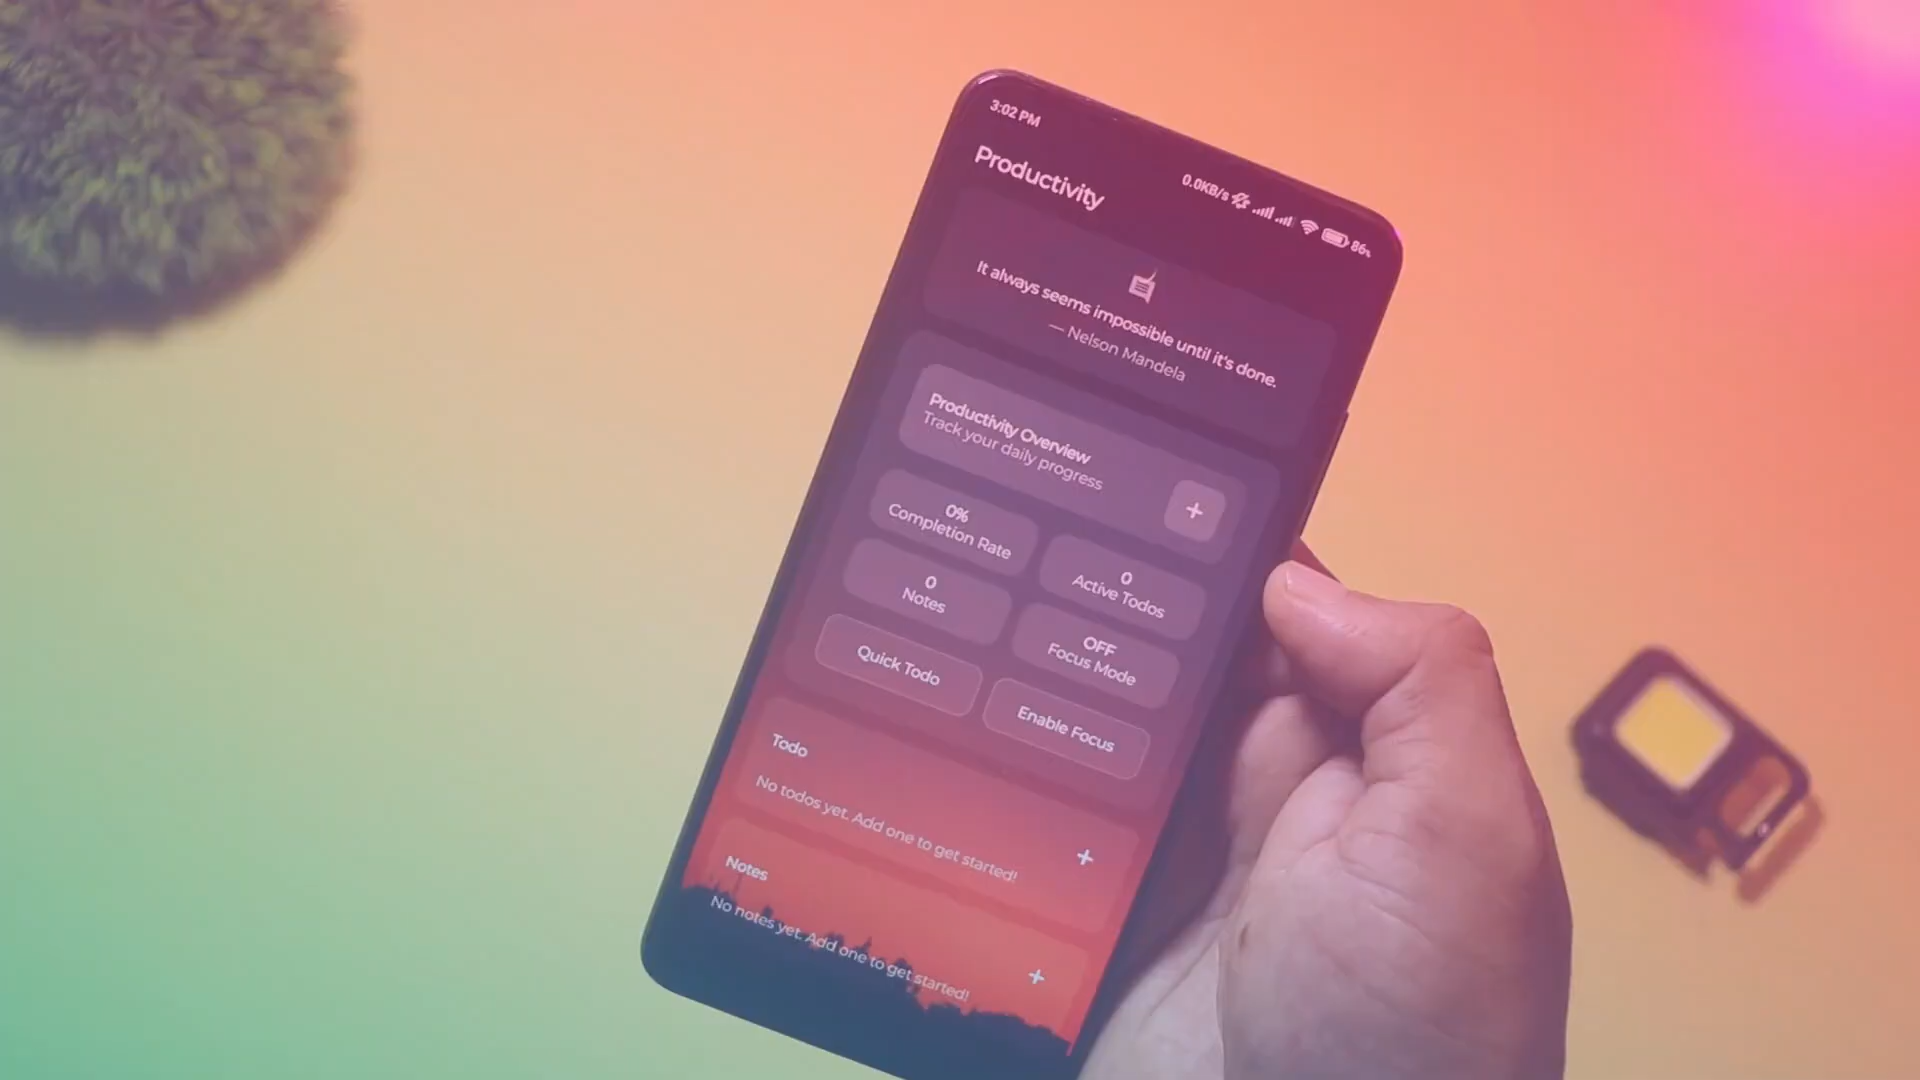 3:02 PM
0.0KB/s
86%
Productivity
It always seems impossible until it's done.
— Nelson Mandela
Productivity Overview
Track your daily progress
+
0%
Completion Rate
0
Active Todos
0
Notes
OFF
Focus Mode
Quick Todo
Enable Focus
Todo
No todos yet. Add one to get started!
+
Notes
No notes yet. Add one to get started!
+